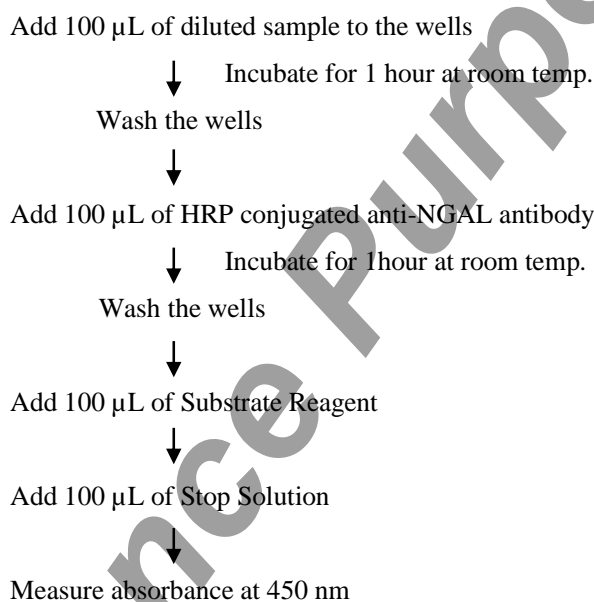 Add 100 µL of diluted sample to the wells
Incubate for 1 hour at room temp.
Wash the wells
Add 100 µL of HRP conjugated anti-NGAL antibody
Incubate for 1hour at room temp.
Wash the wells
Add 100 µL of Substrate Reagent
Add 100 µL of Stop Solution
Measure absorbance at 450 nm
nce Purpo